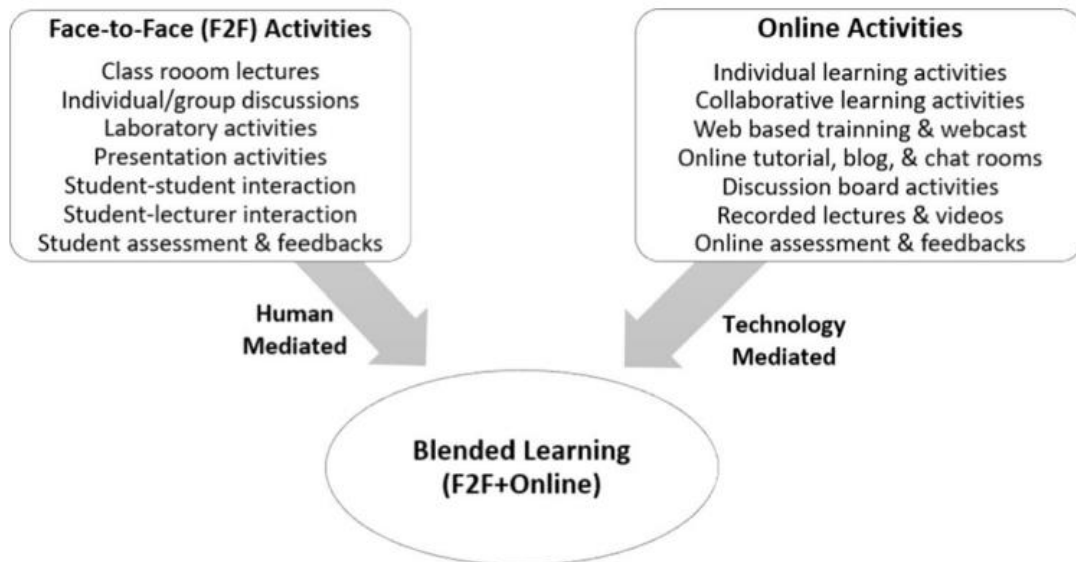 Face-to-Face (F2F) Activities
Class rooom lectures
Individual/group discussions
Laboratory activities
Presentation activities
Student-student interaction
Student-lecturer interaction
Student assessment & feedbacks
Online Activities
Individual learning activities
Collaborative learning activities
Web based trainning & webcast
Online tutorial, blog, & chat rooms
Discussion board activities
Recorded lectures & videos
Online assessment & feedbacks
Human
Mediated
Technology
Mediated
Blended Learning
(F2F+Online)